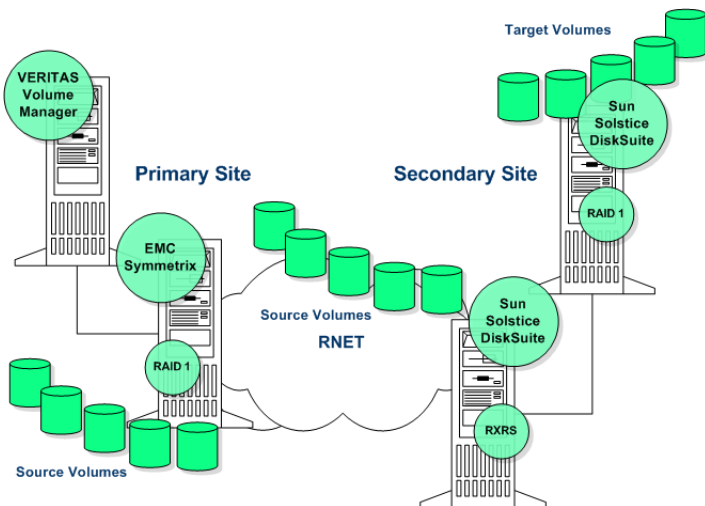 Target Volumes
VERITAS
Volume
Manager
Sun
Solstice
DiskSuite
Primary Site
Secondary Site
RAID 1
EMC
Symmetrix
Source Volumes
RNET
Sun
Solstice
DiskSuite
RAID 1
RXRS
Source Volumes